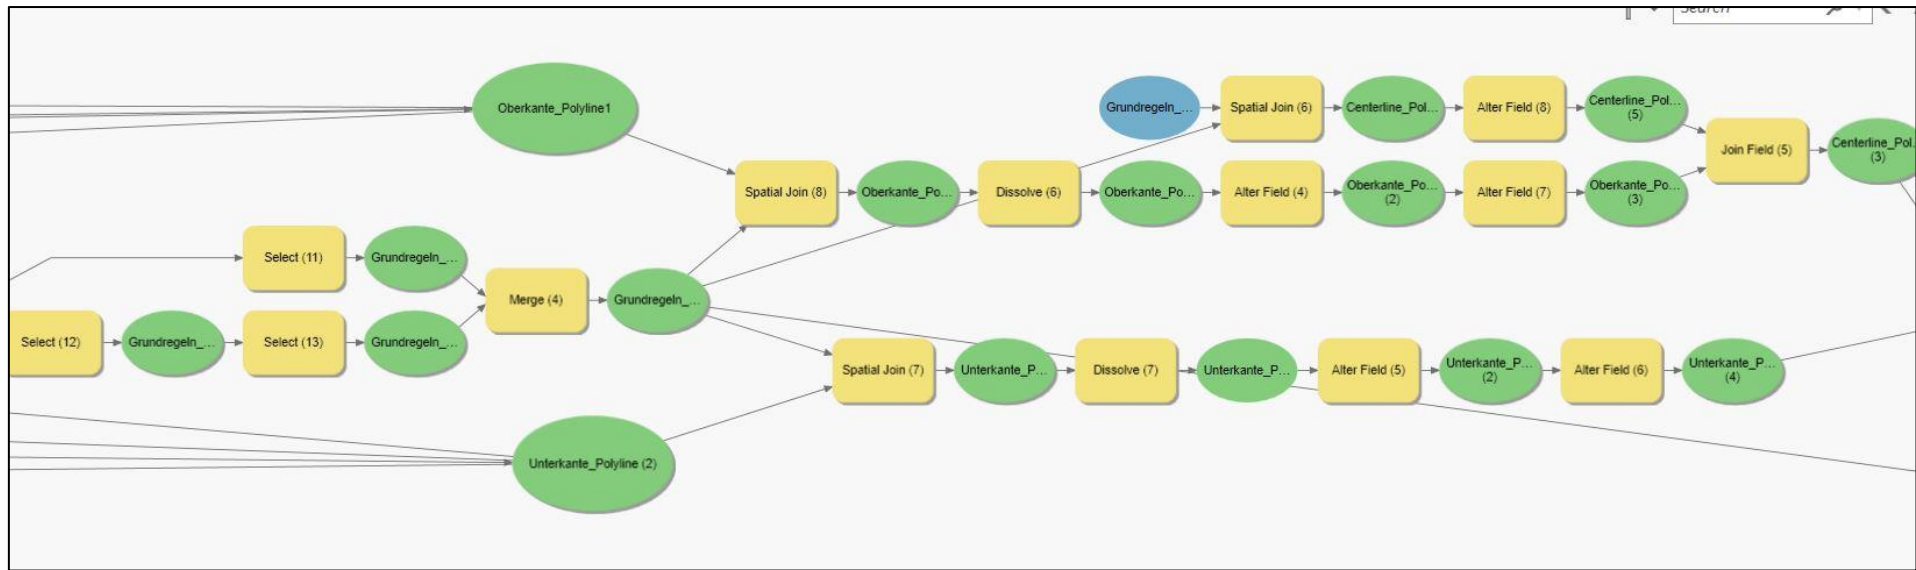 Search
Oberkante_Polyline1
Grundregeln_...
Spatial Join (6)
Centerline_Pol...
Alter Field (8)
Centerline_Pol...
(5)
Join Field (5)
Centerline_Pol...
(3)
Spatial Join (8)
Oberkante_Po...
Dissolve (6)
Oberkante_Po...
Alter Field (4)
Oberkante_Po...
(2)
Alter Field (7)
Oberkante_Po...
(3)
Select (11)
Grundregeln_...
Merge (4)
Grundregeln_...
Select (12)
Grundregeln_...
Select (13)
Grundregeln_...
Spatial Join (7)
Unterkante_P...
Dissolve (7)
Unterkante_P...
Alter Field (5)
Unterkante_P...
(2)
Alter Field (6)
Unterkante_P...
(4)
Unterkante_Polyline (2)